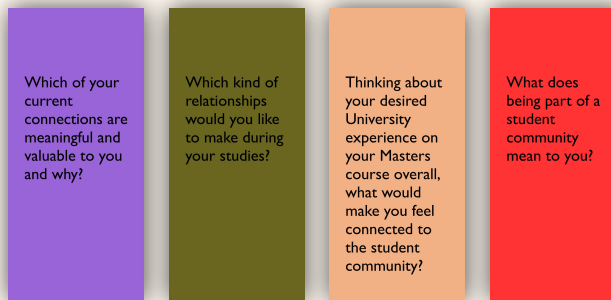 Which of your
current
connections are
meaningful and
valuable to you
and why?
Which kind of
relationships
would you like
to make during
your studies?
Thinking about
your desired
University
experience on
your Masters
course overall,
what would
make you feel
connected to
the student
community?
What does
being part of a
student
community
mean to you?